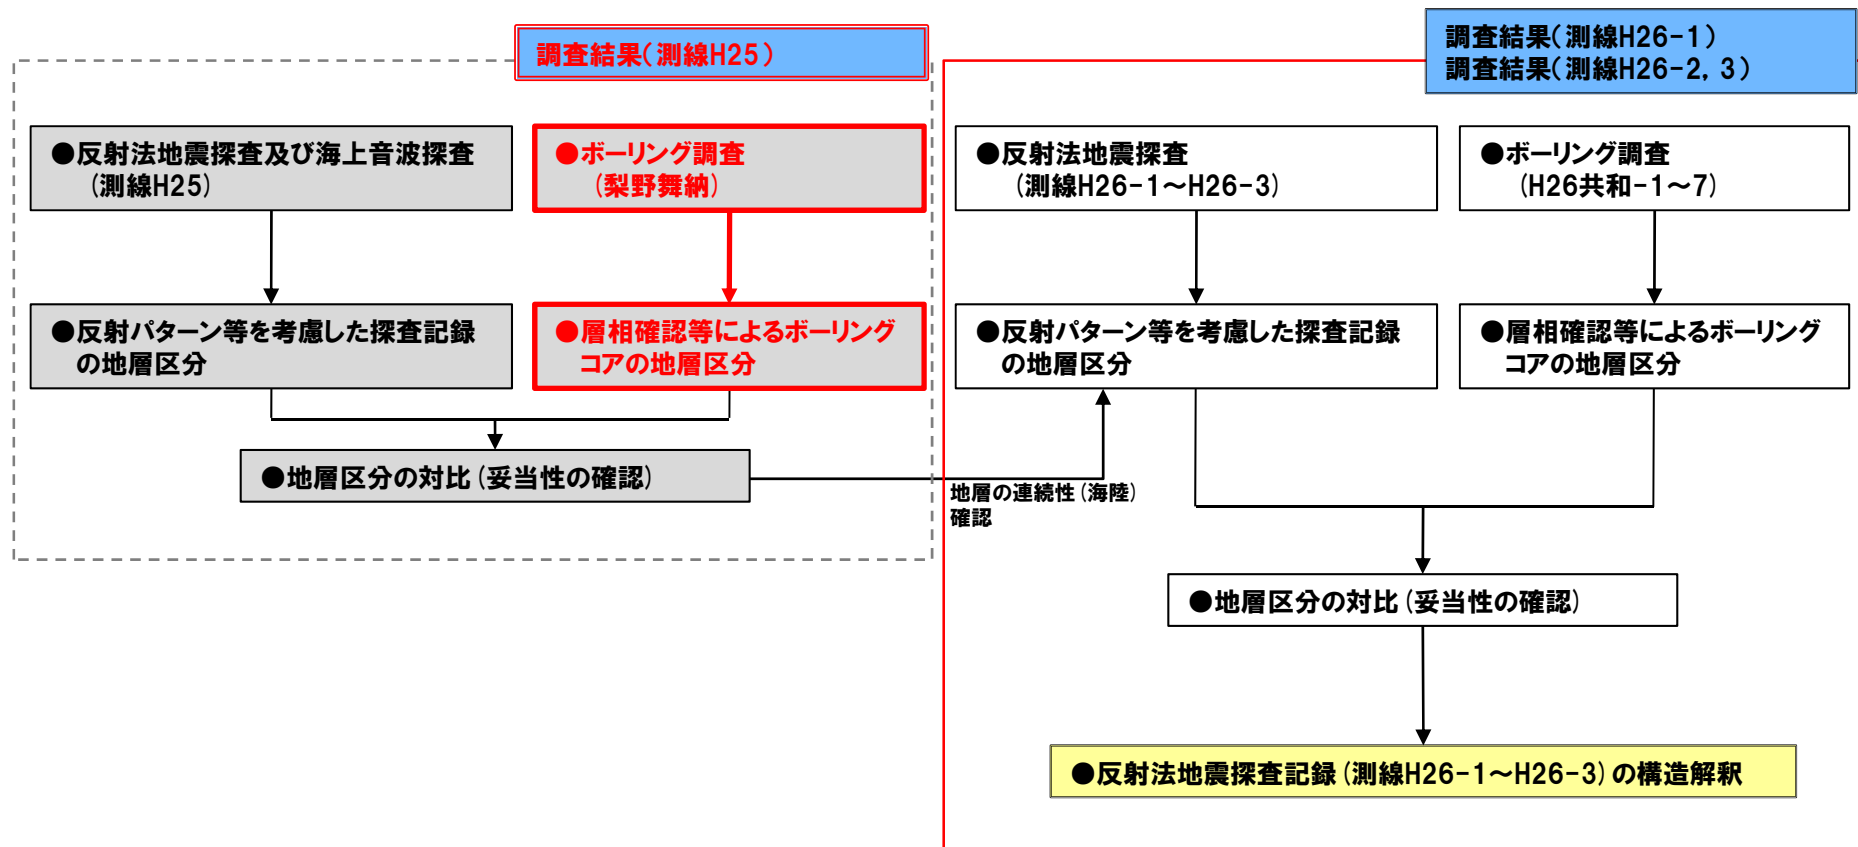 調査結果(測線H25)
●反射法地震探査及び海上音波探査
(測線H25)
●ボーリング調査
(梨野舞納)
●反射パターン等を考慮した探査記録
の地層区分
●層相確認等によるボーリング
コアの地層区分
●地層区分の対比(妥当性の確認)
地層の連続性(海陸)
確認
調査結果(測線H26-1)
調査結果(測線H26-2, 3)
●反射法地震探査
(測線H26-1～H26-3)
●ボーリング調査
(H26共和-1～7)
●反射パターン等を考慮した探査記録
の地層区分
●層相確認等によるボーリング
コアの地層区分
●地層区分の対比(妥当性の確認)
●反射法地震探査記録(測線H26-1～H26-3)の構造解釈